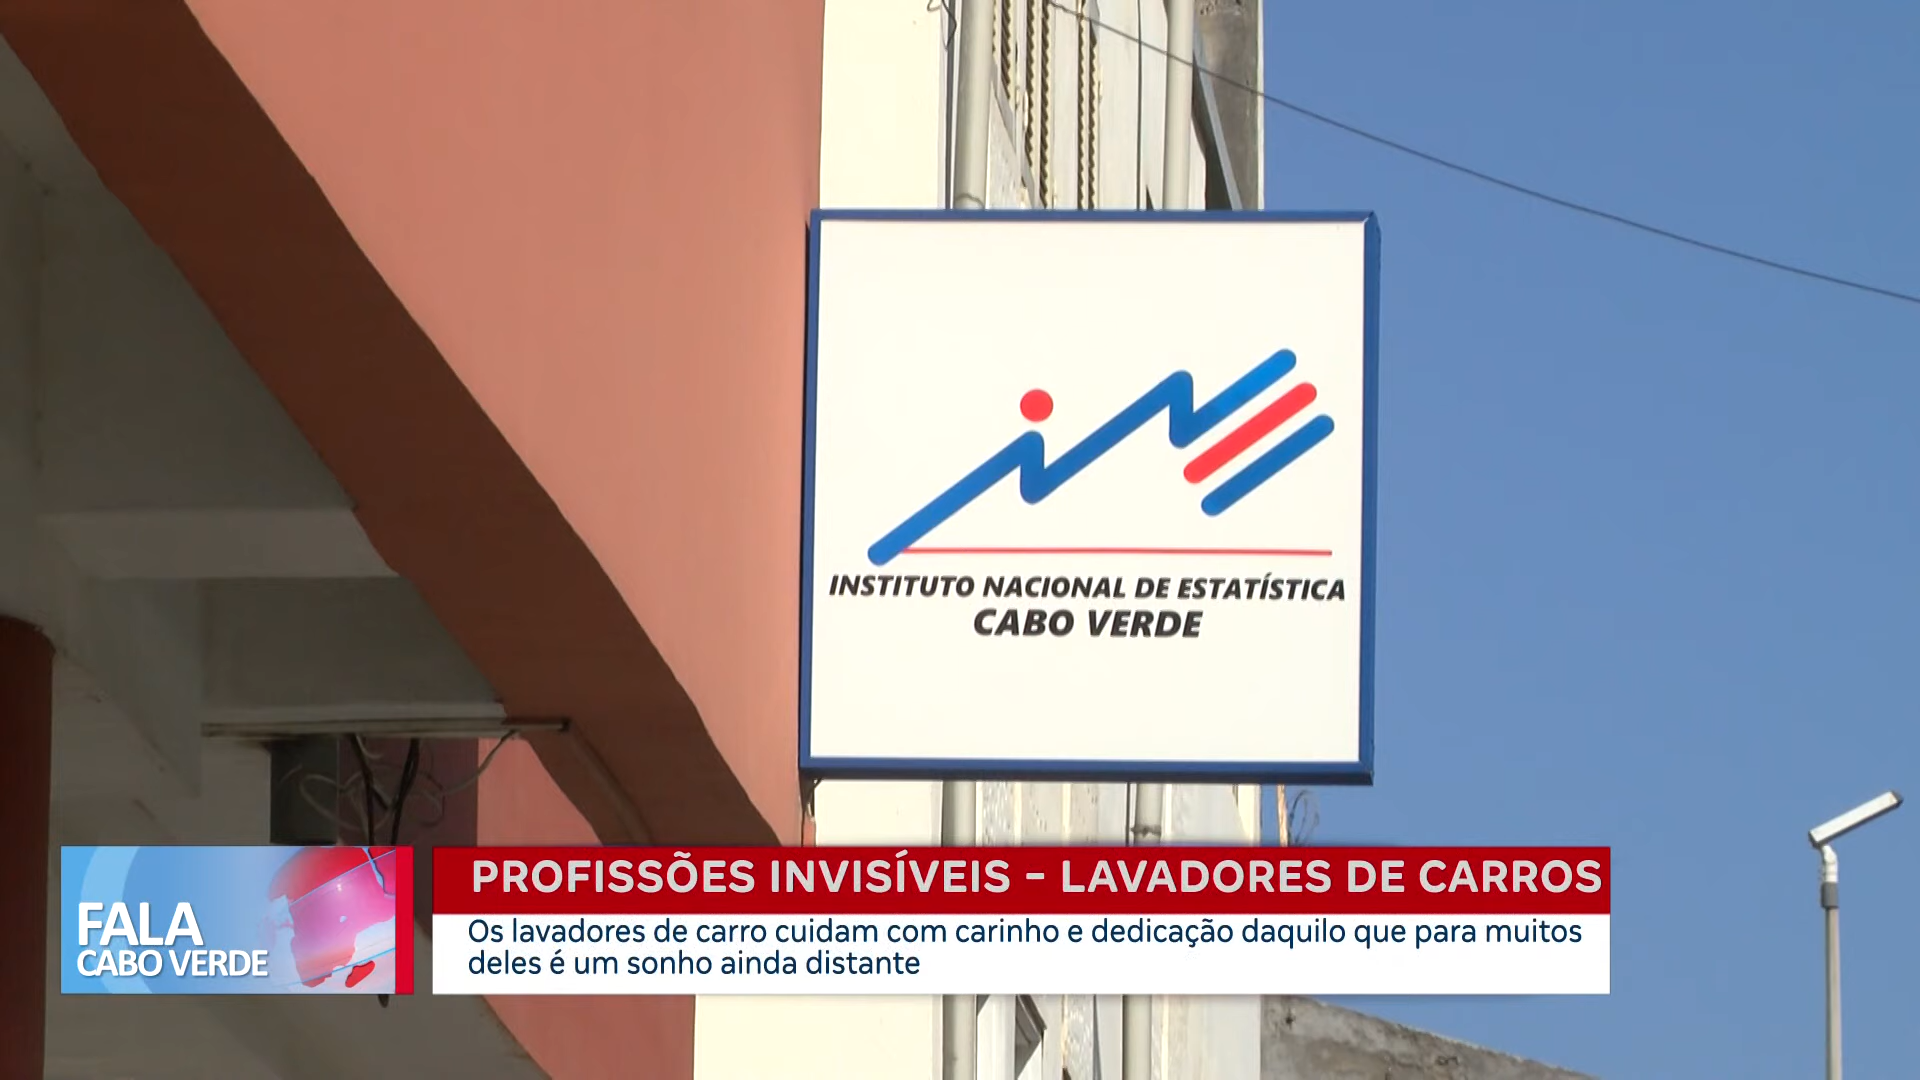 iNE
INSTITUTO NACIONAL DE ESTATÍSTICA
CABO VERDE
FALA
CABO VERDE
PROFISSÕES INVISÍVEIS - LAVADORES DE CARROS
Os lavadores de carro cuidam com carinho e dedicação daquilo que para muitos
deles é um sonho ainda distante